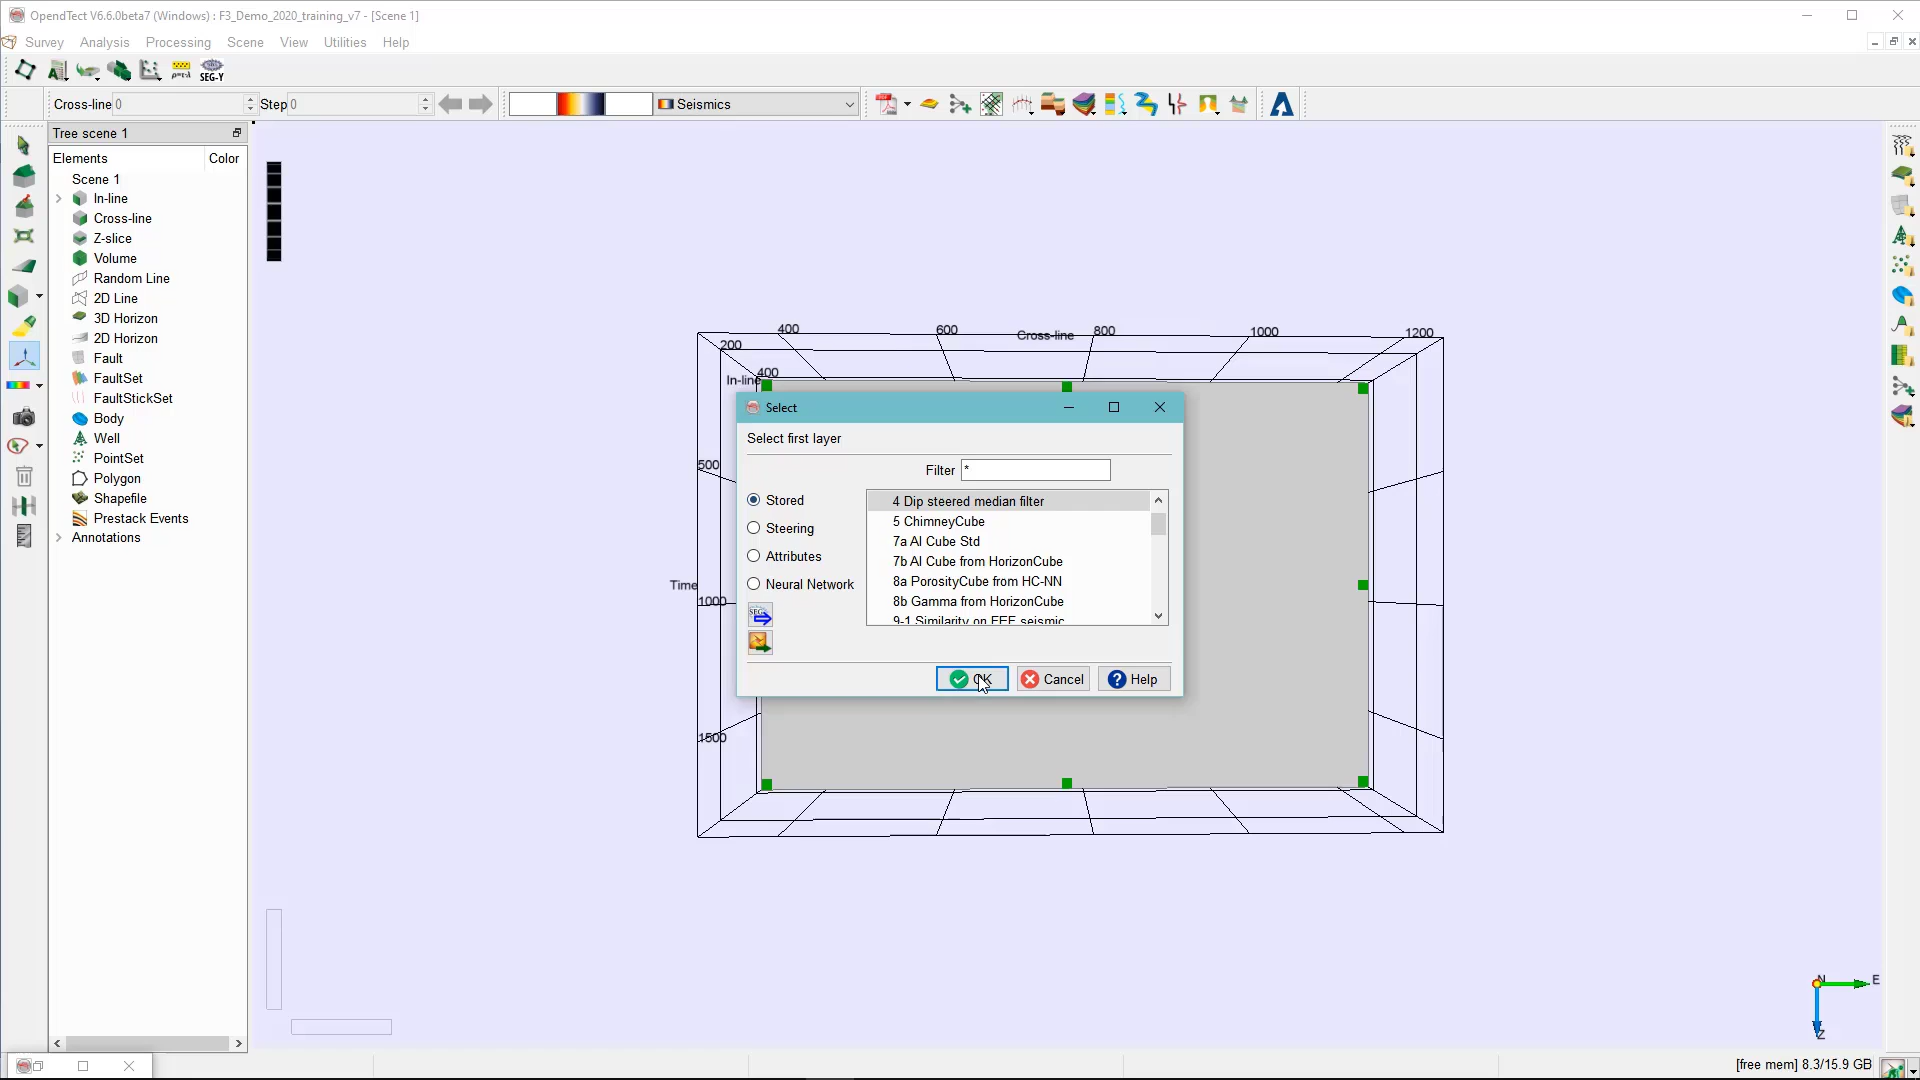 OpendTect V6.6.0beta7 (Windows) : F3_Demo_2020_training_v7 - [Scene 1]
Survey Analysis Processing Scene View Utilities Help
SEG-Y
Cross-line 0 Step 0 Seismics
Tree scene 1
Elements Color
Scene 1
In-line
Cross-line
Z-slice
Volume
Random Line
2D Line
3D Horizon
2D Horizon
Fault
FaultSet
FaultStickSet
Body
Well
PointSet
Polygon
Shapefile
Prestack Events
Annotations
400 600 Cross-line 800 1000 1200
200
400
In-line
500
Time
1000
1500
Select
Select first layer
Filter *
Stored
Steering
Attributes
Neural Network
4 Dip steered median filter
5 ChimneyCube
7a AI Cube Std
7b AI Cube from HorizonCube
8a PorosityCube from HC-NN
8b Gamma from HorizonCube
9-1 Similarity on FEF seismic
OK Cancel Help
N E
Z
[free mem] 8.3/15.9 GB